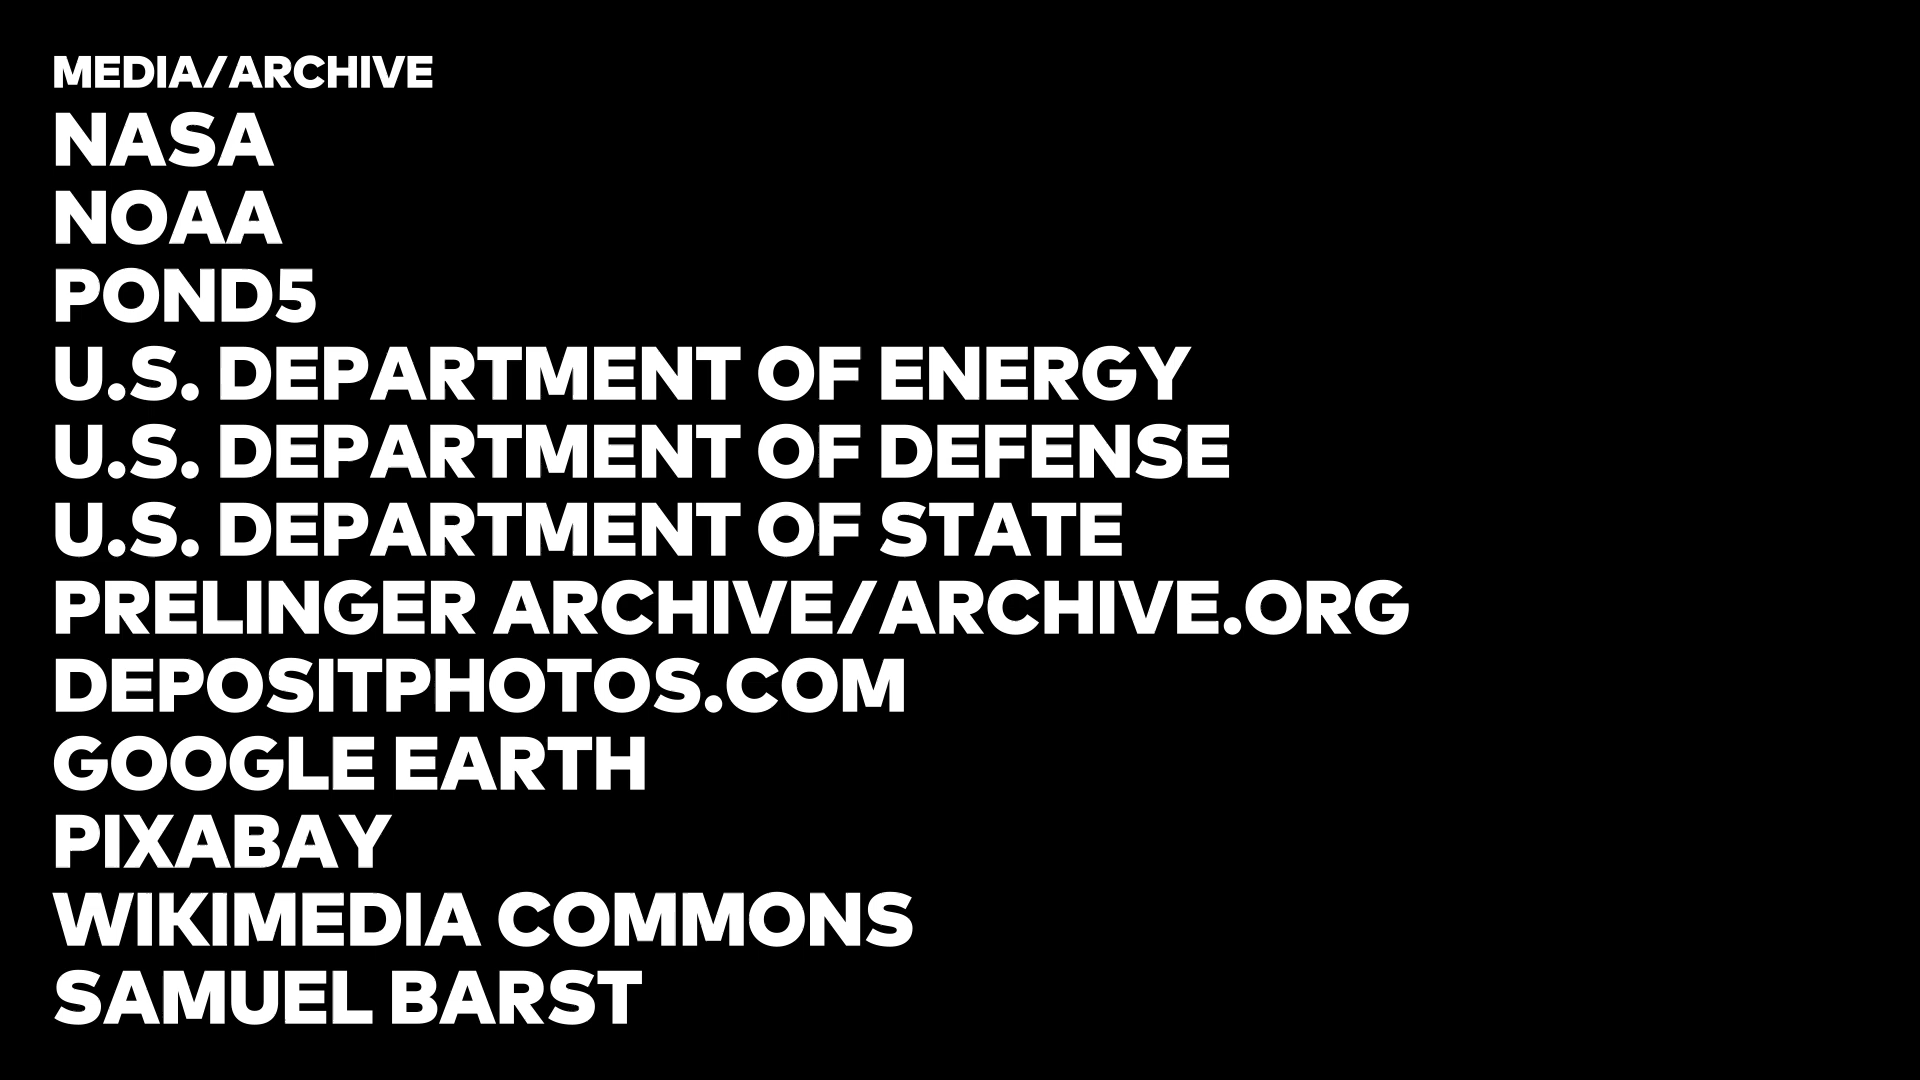 MEDIA/ARCHIVE
NASA
NOAA
POND5
U.S. DEPARTMENT OF ENERGY
U.S. DEPARTMENT OF DEFENSE
U.S. DEPARTMENT OF STATE
PRELINGER ARCHIVE/ARCHIVE.ORG
DEPOSITPHOTOS.COM
GOOGLE EARTH
PIXABAY
WIKIMEDIA COMMONS
SAMUEL BARST